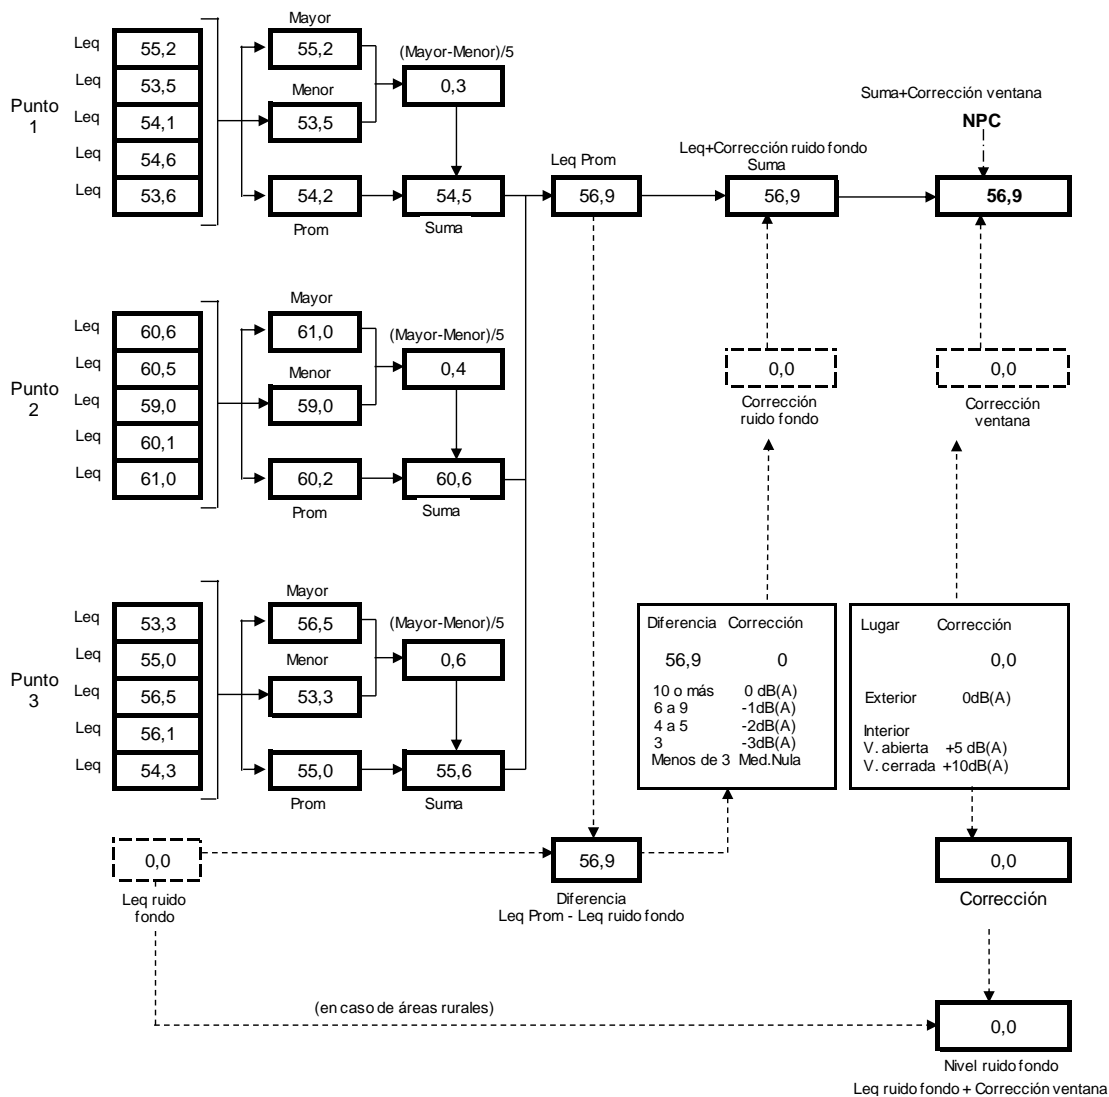 Punto
1
Leq 55,2
Leq 53,5
Leq 54,1
Leq 54,6
Leq 53,6
Mayor
55,2
Menor
53,5
54,2
Prom
(Mayor-Menor)/5
0,3
54,5
Suma
Leq Prom
56,9
Leq+Corrección ruido fondo
Suma
56,9
Suma+Corrección ventana
NPC
56,9
Punto
2
Leq 60,6
Leq 60,5
Leq 59,0
Leq 60,1
Leq 61,0
Mayor
61,0
Menor
59,0
60,2
Prom
(Mayor-Menor)/5
0,4
60,6
Suma
0,0
Corrección
ruido fondo
0,0
Corrección
ventana
Punto
3
Leq 53,3
Leq 55,0
Leq 56,5
Leq 56,1
Leq 54,3
Mayor
56,5
Menor
53,3
55,0
Prom
(Mayor-Menor)/5
0,6
55,6
Suma
Diferencia Corrección
56,9 0
10 o más 0 dB(A)
6 a 9 -1dB(A)
4 a 5 -2dB(A)
3 -3dB(A)
Menos de 3 Med.Nula
Lugar Corrección
0,0
Exterior 0dB(A)
Interior
V. abierta +5 dB(A)
V. cerrada +10dB(A)
0,0
Leq ruido
fondo
56,9
Diferencia
Leq Prom - Leq ruido fondo
0,0
Corrección
(en caso de áreas rurales)
0,0
Nivel ruido fondo
Leq ruido fondo + Corrección ventana